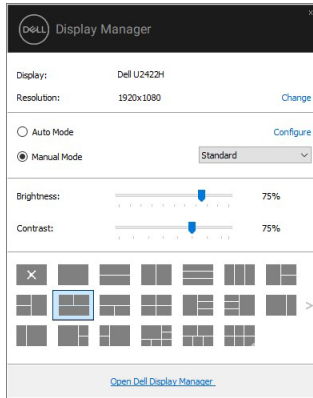 DELL Display Manager
Display: Dell U2422H
Resolution: 1920x1080 Change
Auto Mode Configure
Manual Mode Standard
Brightness: 75%
Contrast: 75%
Open Dell Display Manager